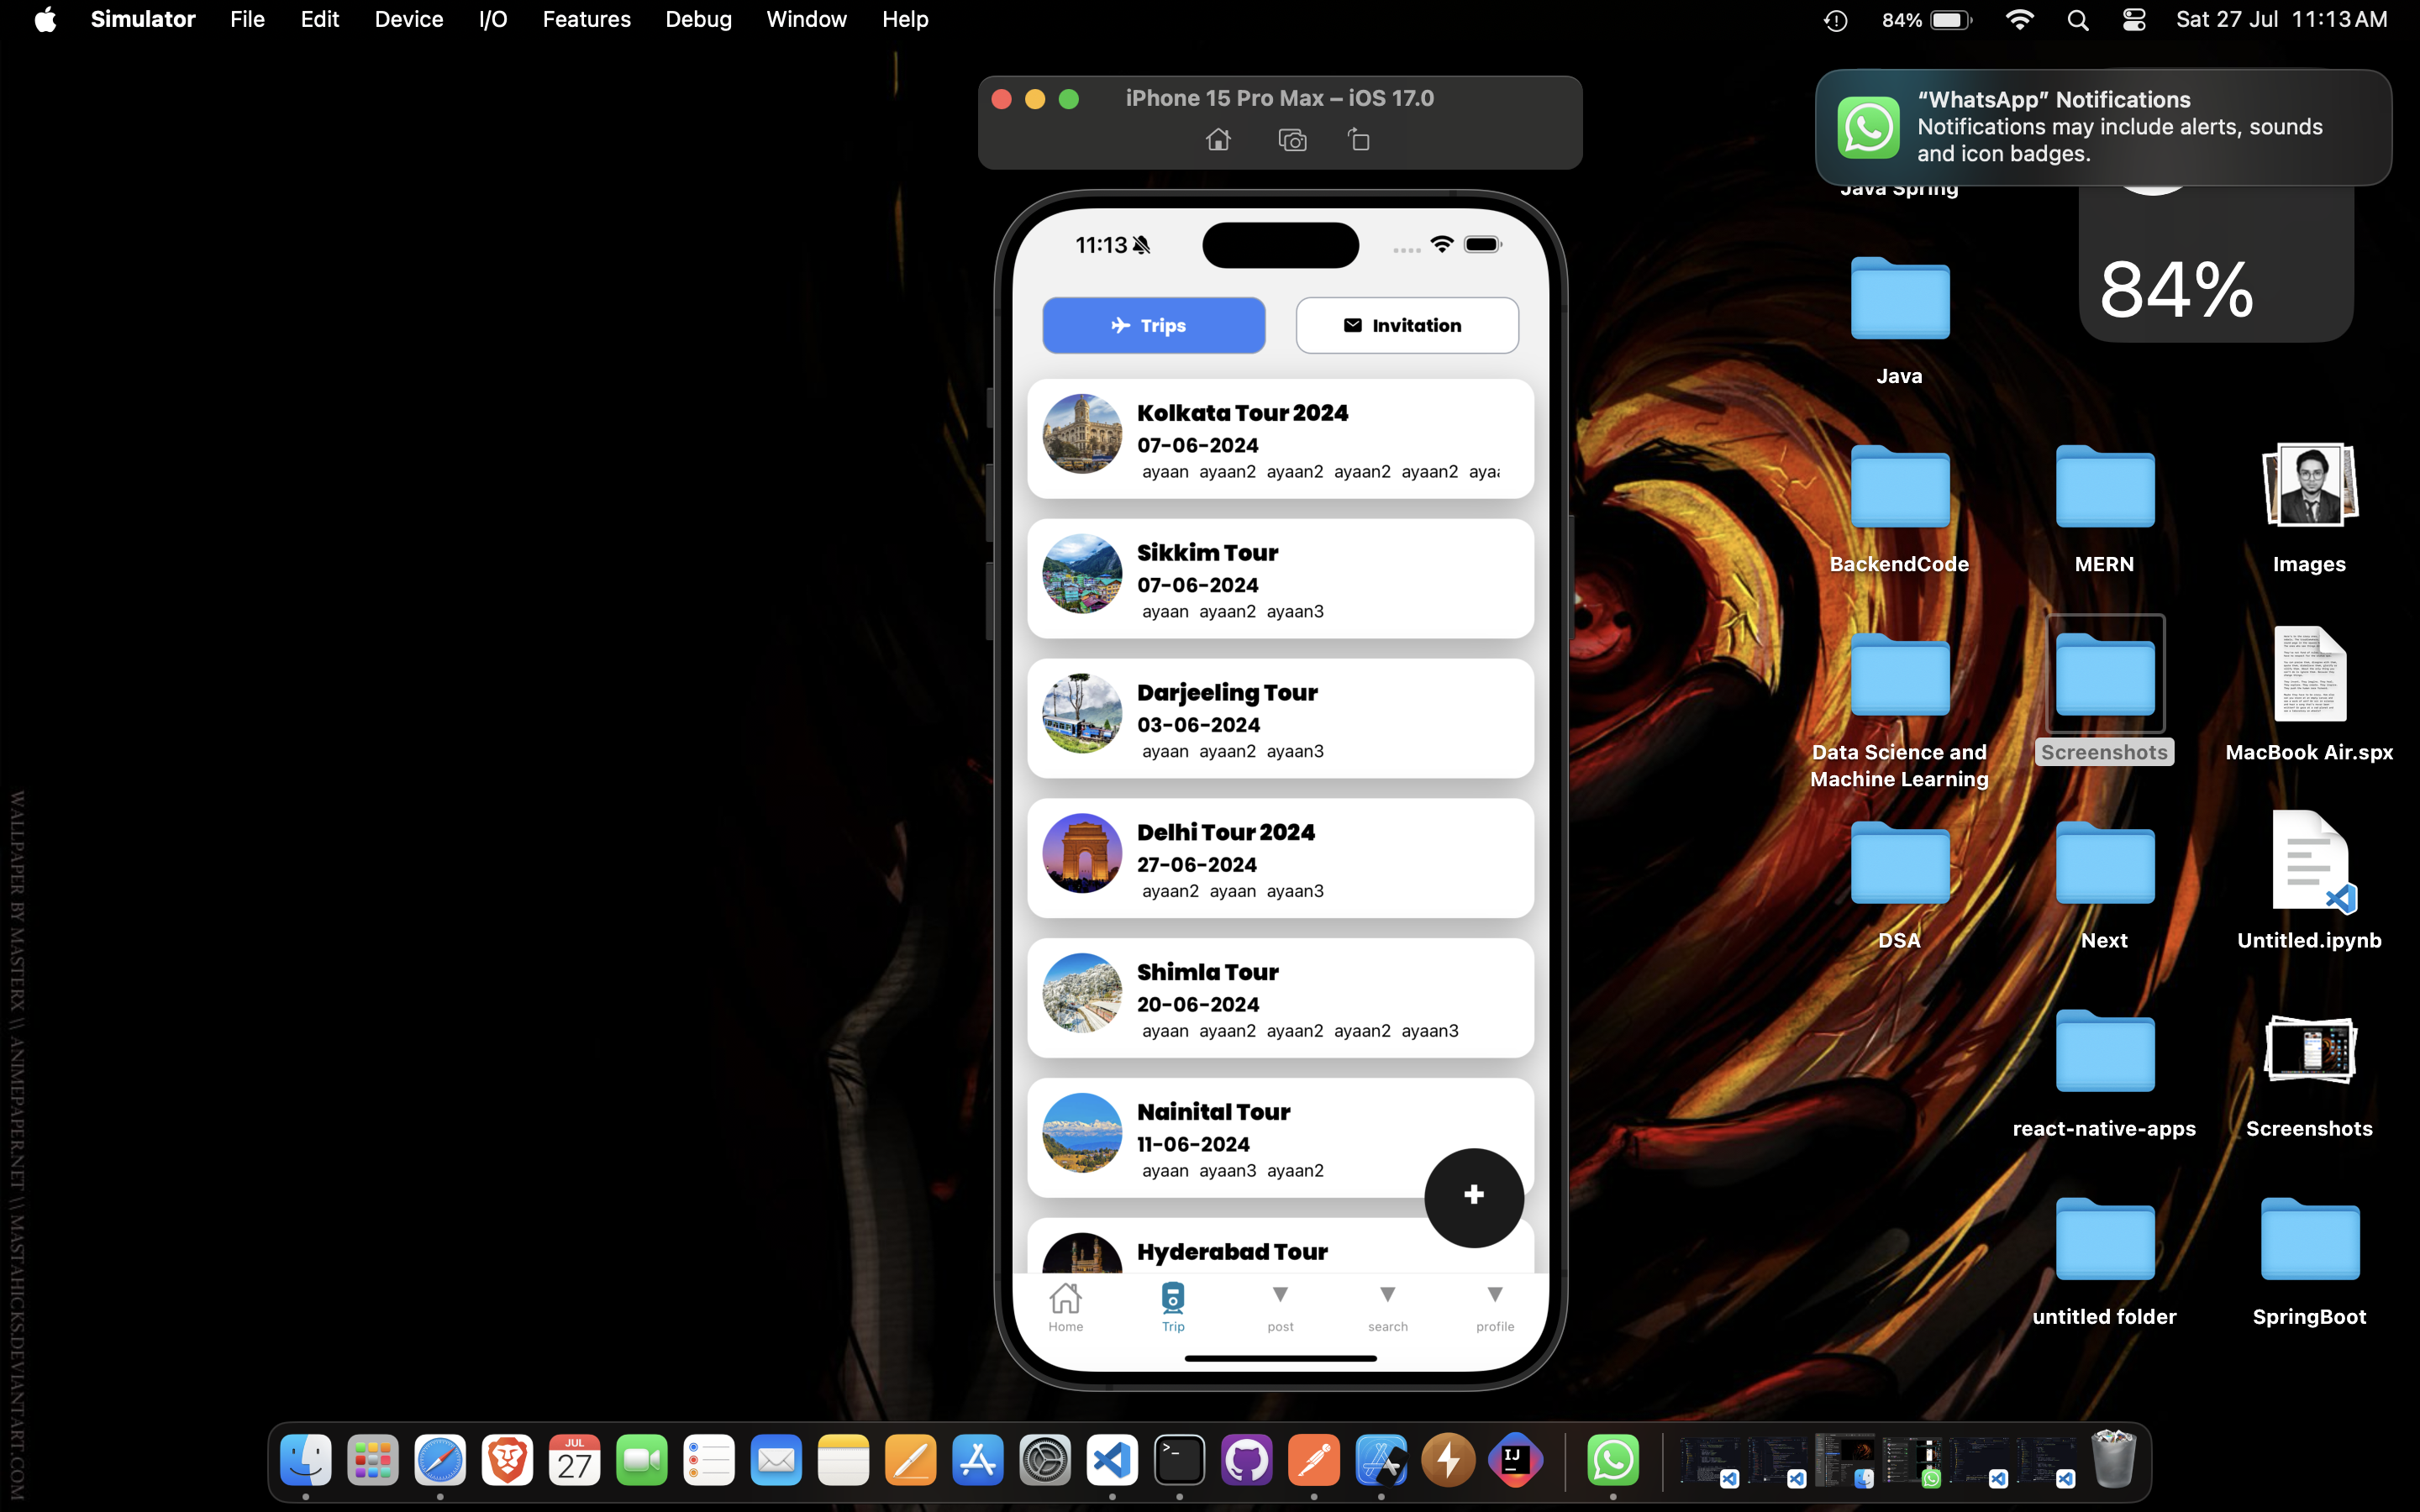 Simulator File Edit Device I/O Features Debug Window Help
84% Sat 27 Jul 11:13 AM
iPhone 15 Pro Max – iOS 17.0
“WhatsApp” Notifications
Notifications may include alerts, sounds
and icon badges.
11:13
Trips
Invitation
Kolkata Tour 2024
07-06-2024
ayaan ayaan2 ayaan2 ayaan2 ayaan2 ayaa
Sikkim Tour
07-06-2024
ayaan ayaan2 ayaan3
Darjeeling Tour
03-06-2024
ayaan ayaan2 ayaan3
Delhi Tour 2024
27-06-2024
ayaan2 ayaan ayaan3
Shimla Tour
20-06-2024
ayaan ayaan2 ayaan2 ayaan2 ayaan3
Nainital Tour
11-06-2024
ayaan ayaan3 ayaan2
+
Hyderabad Tour
Home Trip post search profile
Java Spring
84%
Java
BackendCode MERN Images
Data Science and
Machine Learning
Screenshots
MacBook Air.spx
DSA Next Untitled.ipynb
react-native-apps Screenshots
untitled folder SpringBoot
WALLPAPER BY MASTERX \\ ANIMEPAPER.NET \\ MASTAHICKS.DEVIANTART.COM
JUL
27
>_
IJ